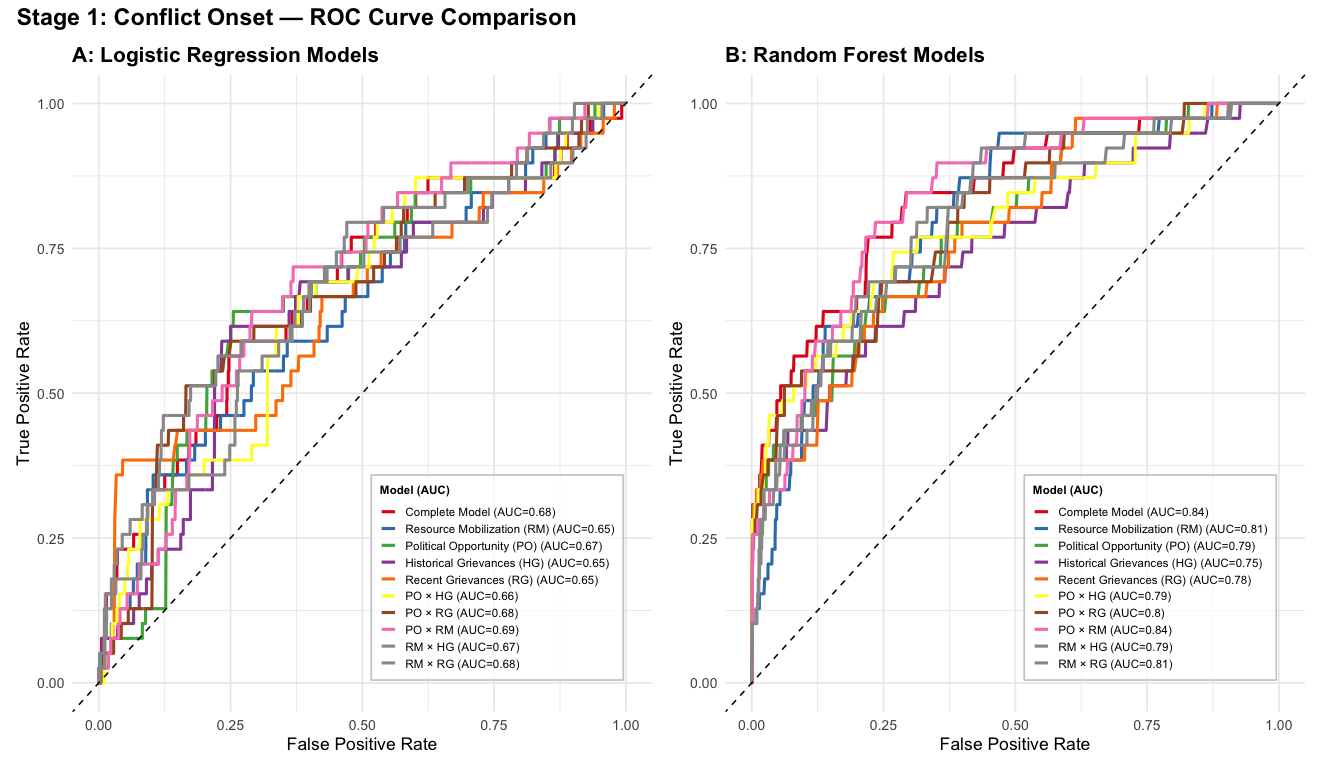 Stage 1: Conflict Onset — ROC Curve Comparison
A: Logistic Regression Models
True Positive Rate
1.00
0.75
0.50
0.25
0.00
Model (AUC)
Complete Model (AUC=0.68)
Resource Mobilization (RM) (AUC=0.65)
Political Opportunity (PO) (AUC=0.67)
Historical Grievances (HG) (AUC=0.65)
Recent Grievances (RG) (AUC=0.65)
PO × HG (AUC=0.66)
PO × RG (AUC=0.68)
PO × RM (AUC=0.69)
RM × HG (AUC=0.67)
RM × RG (AUC=0.68)
0.00 0.25 0.50 0.75 1.00
False Positive Rate
B: Random Forest Models
True Positive Rate
1.00
0.75
0.50
0.25
0.00
Model (AUC)
Complete Model (AUC=0.84)
Resource Mobilization (RM) (AUC=0.81)
Political Opportunity (PO) (AUC=0.79)
Historical Grievances (HG) (AUC=0.75)
Recent Grievances (RG) (AUC=0.78)
PO × HG (AUC=0.79)
PO × RG (AUC=0.8)
PO × RM (AUC=0.84)
RM × HG (AUC=0.79)
RM × RG (AUC=0.81)
0.00 0.25 0.50 0.75 1.00
False Positive Rate